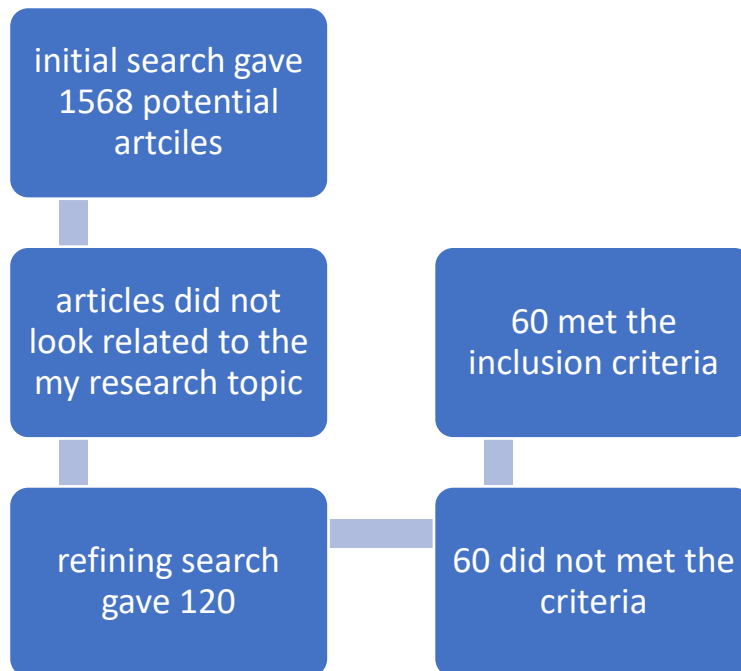 initial search gave
1568 potential
artciles
articles did not
look related to the
my research topic
refining search
gave 120
60 did not met the
criteria
60 met the
inclusion criteria